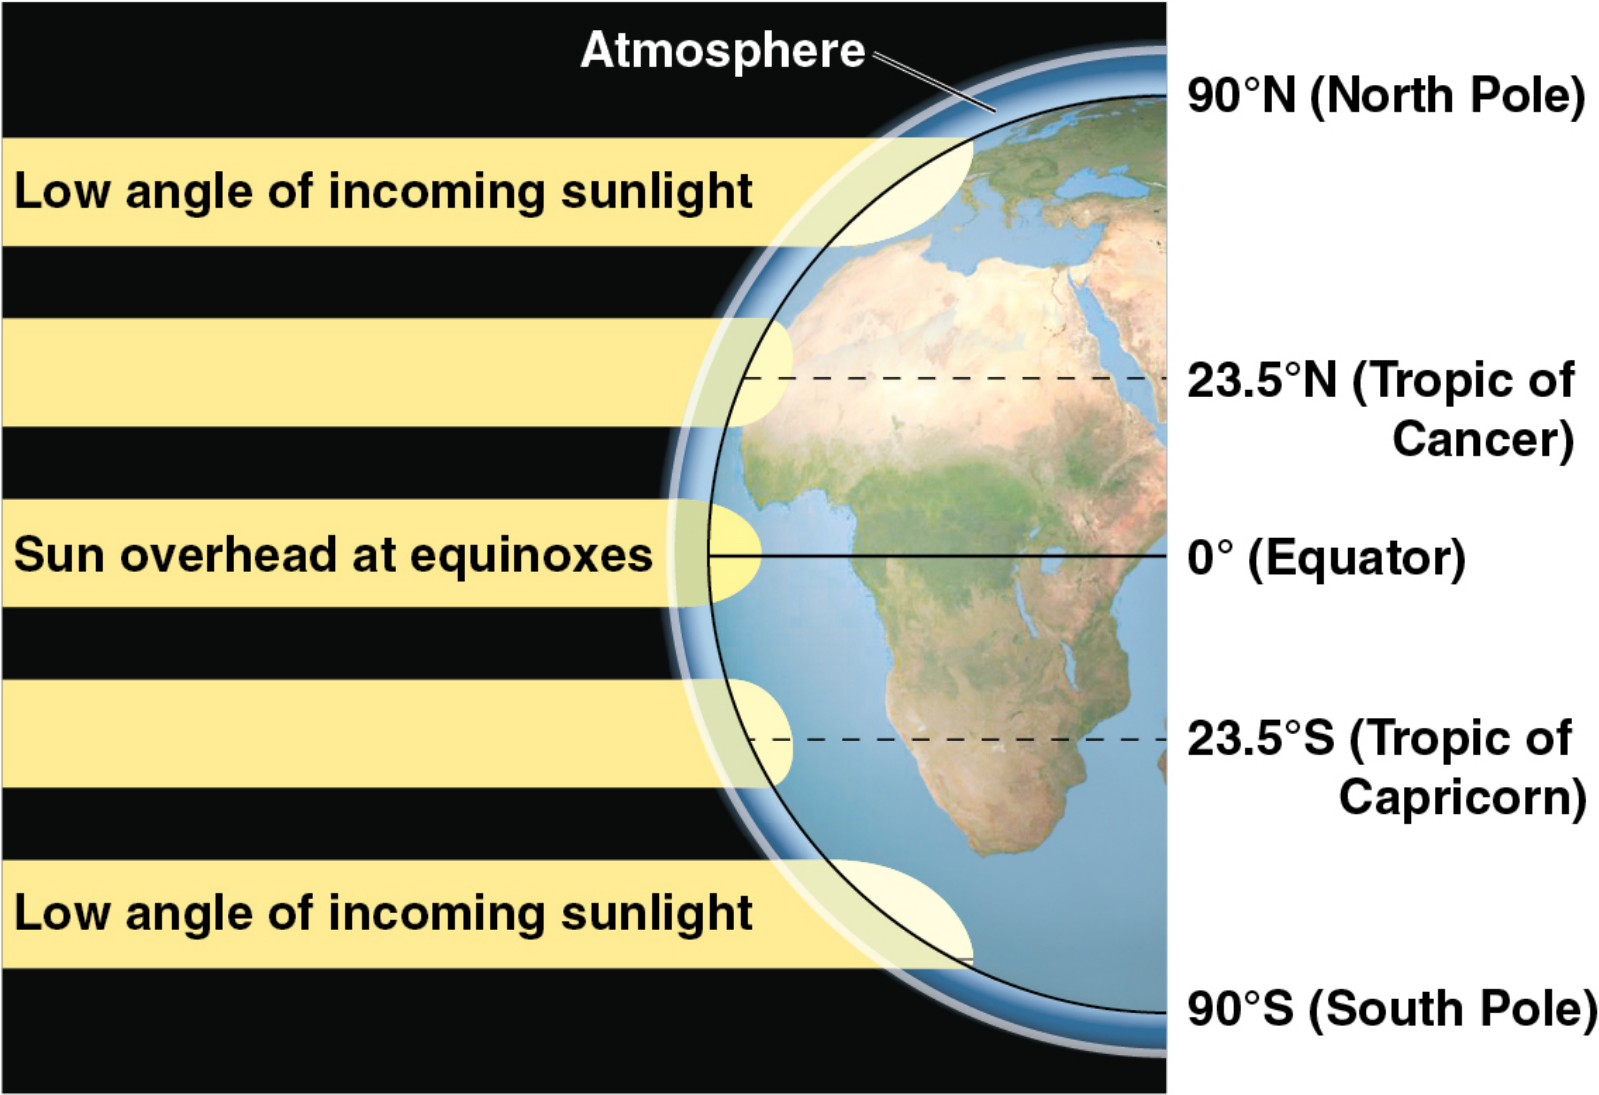 Atmosphere
90°N (North Pole)
Low angle of incoming sunlight
23.5°N (Tropic of
Cancer)
Sun overhead at equinoxes
0° (Equator)
23.5°S (Tropic of
Capricorn)
Low angle of incoming sunlight
90°S (South Pole)